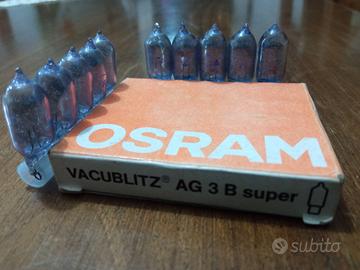 OSRAM
VACUBLITZ® AG 3 B super
subito